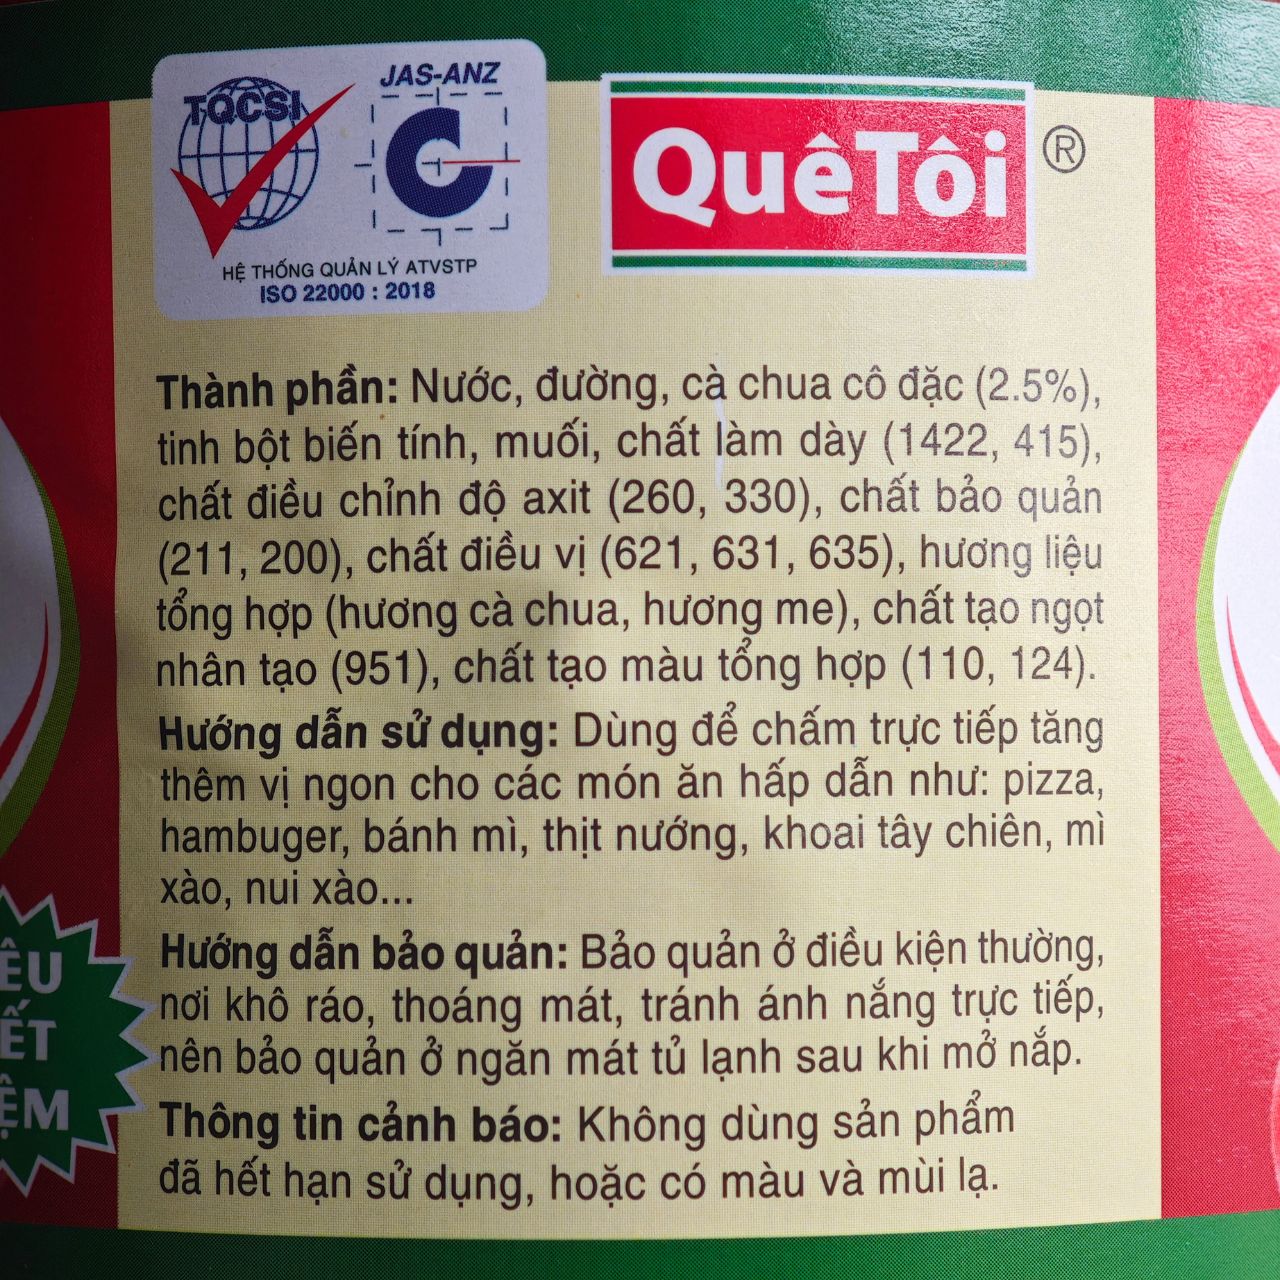 TQCSI
JAS-ANZ
HỆ THỐNG QUẢN LÝ ATVSTP
ISO 22000 : 2018
QuêTôi ®
Thành phần: Nước, đường, cà chua cô đặc (2.5%),
tinh bột biến tính, muối, chất làm dày (1422, 415),
chất điều chỉnh độ axit (260, 330), chất bảo quản
(211, 200), chất điều vị (621, 631, 635), hương liệu
tổng hợp (hương cà chua, hương me), chất tạo ngọt
nhân tạo (951), chất tạo màu tổng hợp (110, 124).
Hướng dẫn sử dụng: Dùng để chấm trực tiếp tăng
thêm vị ngon cho các món ăn hấp dẫn như: pizza,
hambuger, bánh mì, thịt nướng, khoai tây chiên, mì
xào, nui xào...
Hướng dẫn bảo quản: Bảo quản ở điều kiện thường,
nơi khô ráo, thoáng mát, tránh ánh nắng trực tiếp,
nên bảo quản ở ngăn mát tủ lạnh sau khi mở nắp.
Thông tin cảnh báo: Không dùng sản phẩm
đã hết hạn sử dụng, hoặc có màu và mùi lạ.